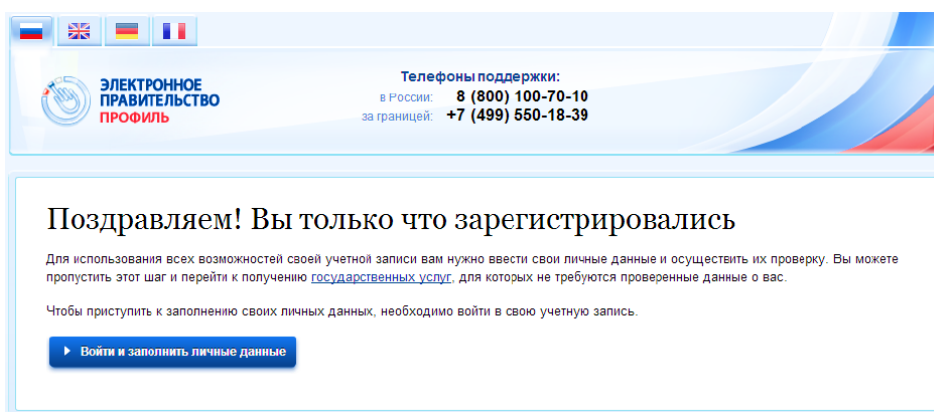 ЭЛЕКТРОННОЕ
ПРАВИТЕЛЬСТВО
ПРОФИЛЬ
Телефоны поддержки:
в России: 8 (800) 100-70-10
за границей: +7 (499) 550-18-39
Поздравляем! Вы только что зарегистрировались
Для использования всех возможностей своей учетной записи вам нужно ввести свои личные данные и осуществить их проверку. Вы можете
пропустить этот шаг и перейти к получению государственных услуг, для которых не требуются проверенные данные о вас.
Чтобы приступить к заполнению своих личных данных, необходимо войти в свою учетную запись.
Войти и заполнить личные данные